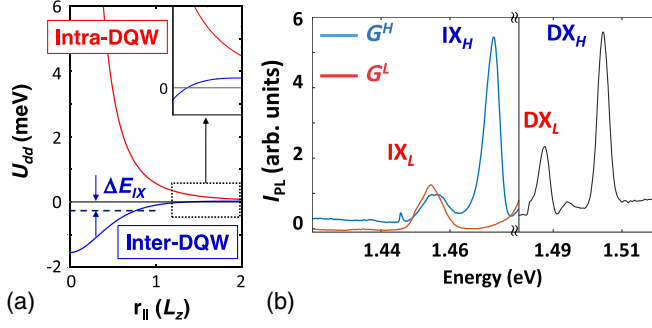 6
4
2
0
-2
U_dd (meV)
Intra-DQW
0
ΔE_IX
Inter-DQW
0
1
2
r_∥ (L_z)
(a)
I_PL (arb. units)
6
4
2
0
G^H
G^L
IX_H
IX_L
DX_H
DX_L
1.44
1.46
1.49
1.51
Energy (eV)
(b)